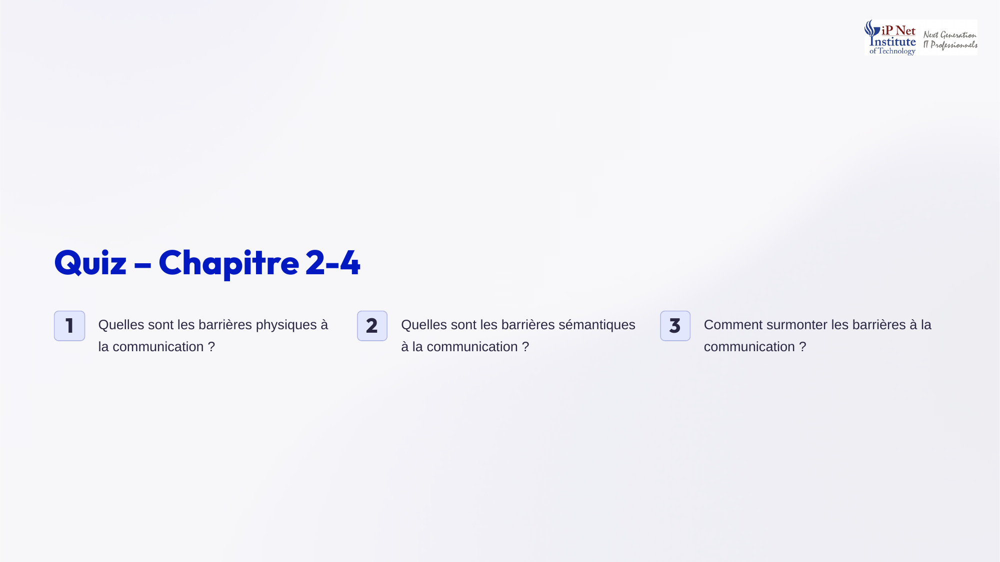 iP Net
Institute
of Technology
Next Generation
IT Professionnels
Quiz – Chapitre 2-4
1
Quelles sont les barrières physiques à
la communication ?
2
Quelles sont les barrières sémantiques
à la communication ?
3
Comment surmonter les barrières à la
communication ?